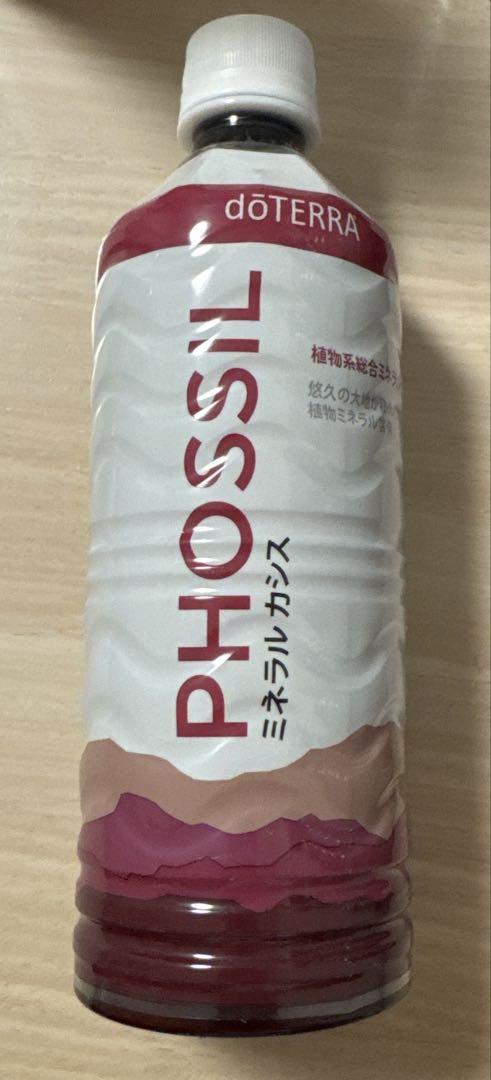 dōTERRA
PHOSSIL
ミネラル カシス
植物系総合ミネラ
悠久の大地が
植物ミネラル